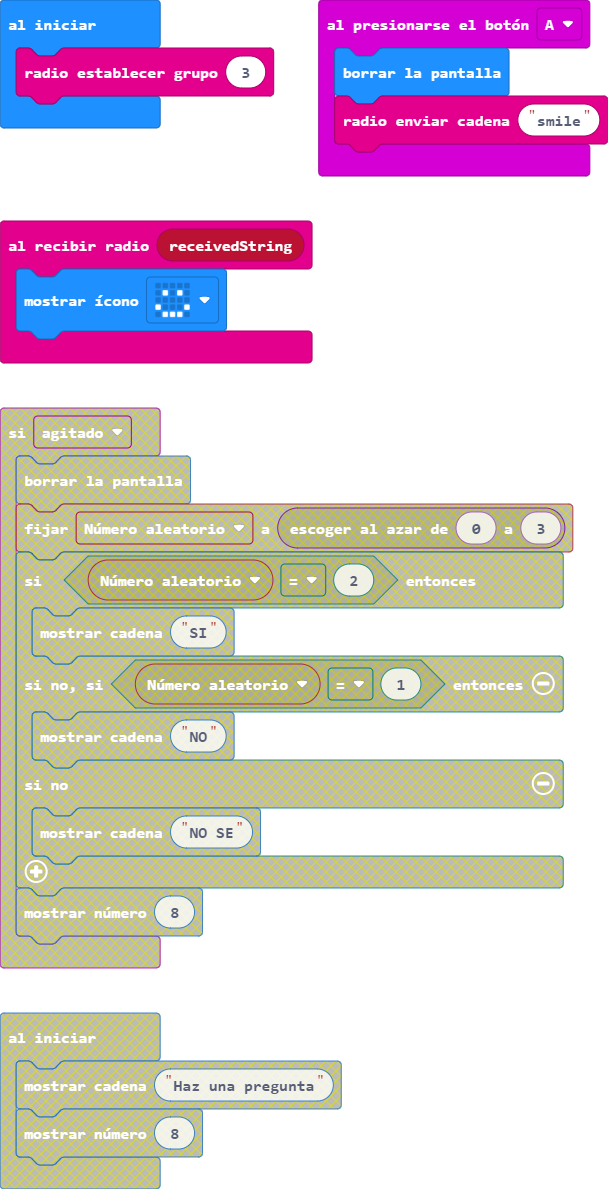 al iniciar
radio establecer grupo 3
al presionarse el botón A
borrar la pantalla
radio enviar cadena "smile"
al recibir radio receivedString
mostrar ícono
si agitado
borrar la pantalla
fijar Número aleatorio a escoger al azar de 0 a 3
si Número aleatorio = 2 entonces
mostrar cadena "SI"
si no, si Número aleatorio = 1 entonces
mostrar cadena "NO"
si no
mostrar cadena "NO SE"
mostrar número 8
al iniciar
mostrar cadena "Haz una pregunta"
mostrar número 8